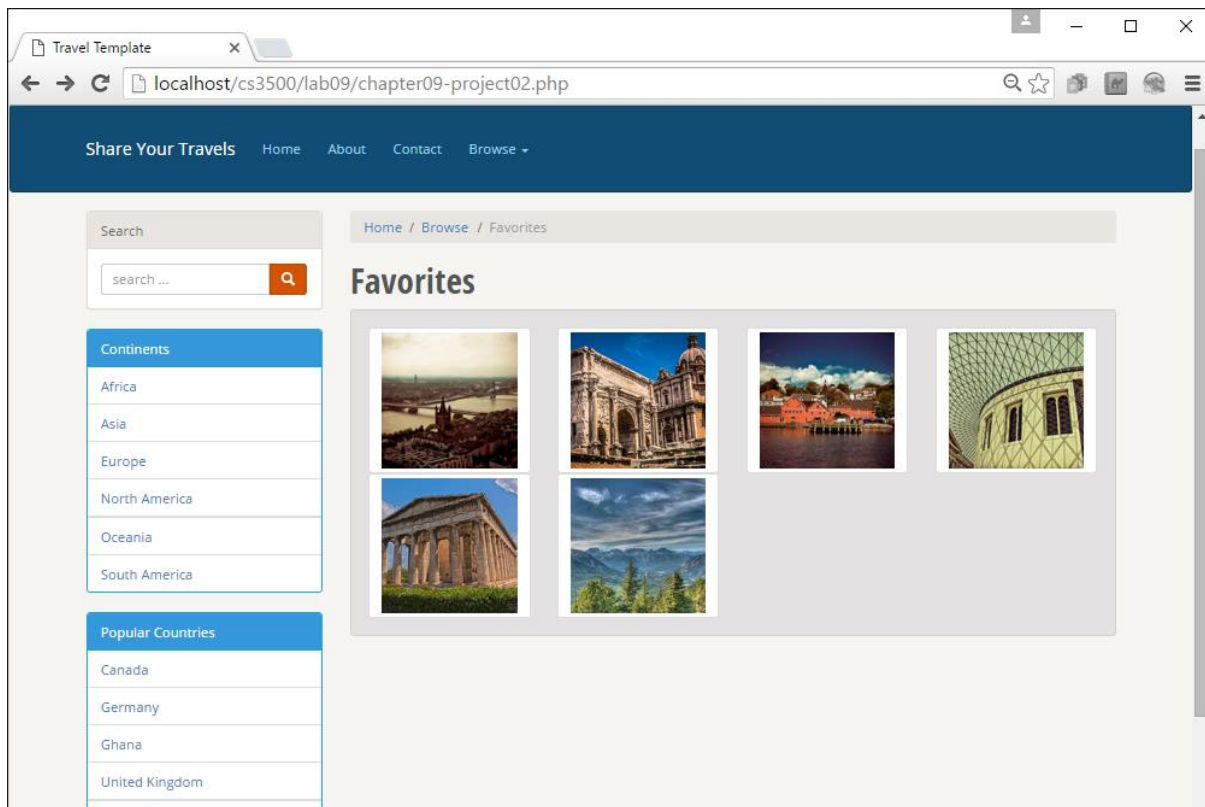 Travel Template
localhost/cs3500/lab09/chapter09-project02.php
Share Your Travels Home About Contact Browse
Search
search ...
Continents
Africa
Asia
Europe
North America
Oceania
South America
Popular Countries
Canada
Germany
Ghana
United Kingdom
Home / Browse / Favorites
Favorites